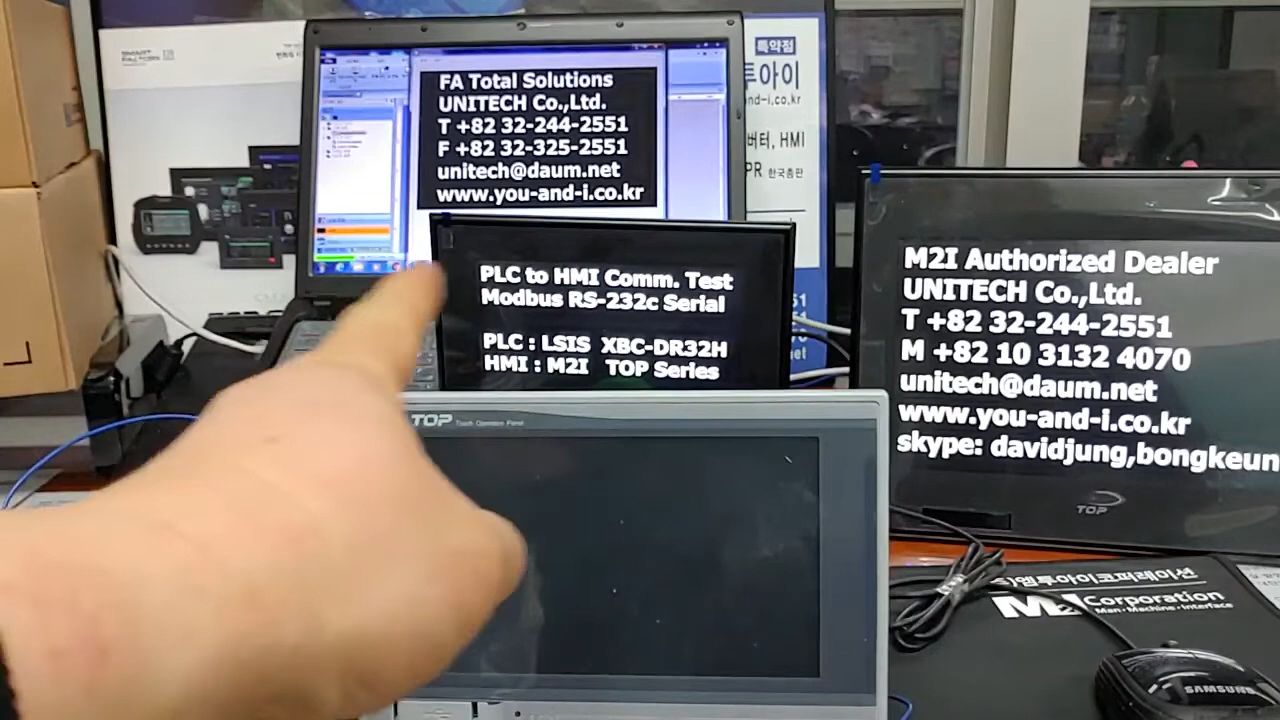 FA Total Solutions
UNITECH Co.,Ltd.
T +82 32-244-2551
F +82 32-325-2551
unitech@daum.net
www.you-and-i.co.kr
특약점
투아이
nd-i.co.kr
버터, HMI
PR 한국총판
PLC to HMI Comm. Test
Modbus RS-232c Serial
PLC : LSIS XBC-DR32H
HMI : M2I TOP Series
M2I Authorized Dealer
UNITECH Co.,Ltd.
T +82 32-244-2551
M +82 10 3132 4070
unitech@daum.net
www.you-and-i.co.kr
skype: davidjung,bongkeun
TOP
TOP Touch Operation Panel
엠투아이코퍼레이션
M2I Corporation
Man · Machine · Interface
SAMSUNG